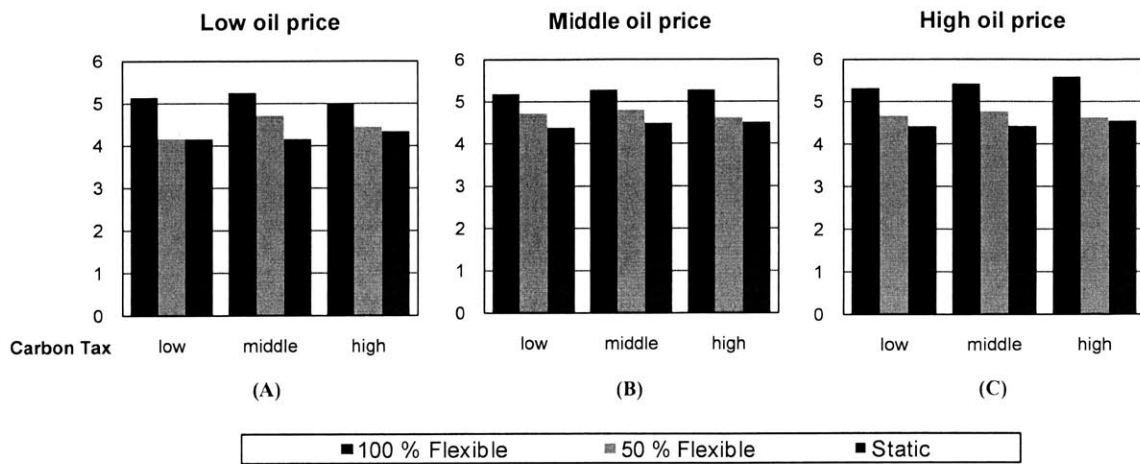 Low oil price
Middle oil price
High oil price
6
5
4
3
2
1
0
6
5
4
3
2
1
0
6
5
4
3
2
1
0
Carbon Tax low middle high
low middle high
low middle high
(A)
(B)
(C)
100 % Flexible 50 % Flexible Static